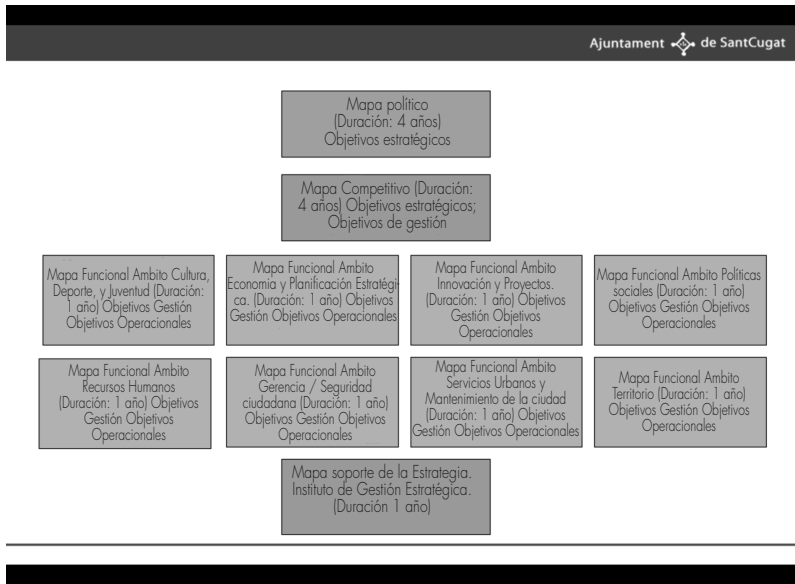 Ajuntament de SantCugat
Mapa político
(Duración: 4 años)
Objetivos estratégicos
Mapa Competitivo (Duración:
4 años) Objetivos estratégicos;
Objetivos de gestión
Mapa Funcional Ambito Cultura,
Deporte, y Juventud (Duración:
1 año) Objetivos Gestión
Objetivos Operacionales
Mapa Funcional Ambito
Economia y Planificación Estratégi-
ca. (Duración: 1 año) Objetivos
Gestión Objetivos Operacionales
Mapa Funcional Ambito
Innovación y Proyectos.
(Duración: 1 año) Objetivos
Gestión Objetivos
Operacionales
Mapa Funcional Ambito Políticas
sociales (Duración: 1 año)
Objetivos Gestión Objetivos
Operacionales
Mapa Funcional Ambito
Recursos Humanos
(Duración: 1 año) Objetivos
Gestión Objetivos
Operacionales
Mapa Funcional Ambito
Gerencia / Seguridad
ciudadana (Duración: 1 año)
Objetivos Gestión Objetivos
Operacionales
Mapa Funcional Ambito
Servicios Urbanos y
Mantenimiento de la ciudad
(Duración: 1 año) Objetivos
Gestión Objetivos Operacionales
Mapa Funcional Ambito
Territorio (Duración: 1 año)
Objetivos Gestión Objetivos
Operacionales
Mapa soporte de la Estrategia.
Instituto de Gestión Estratégica.
(Duración 1 año)